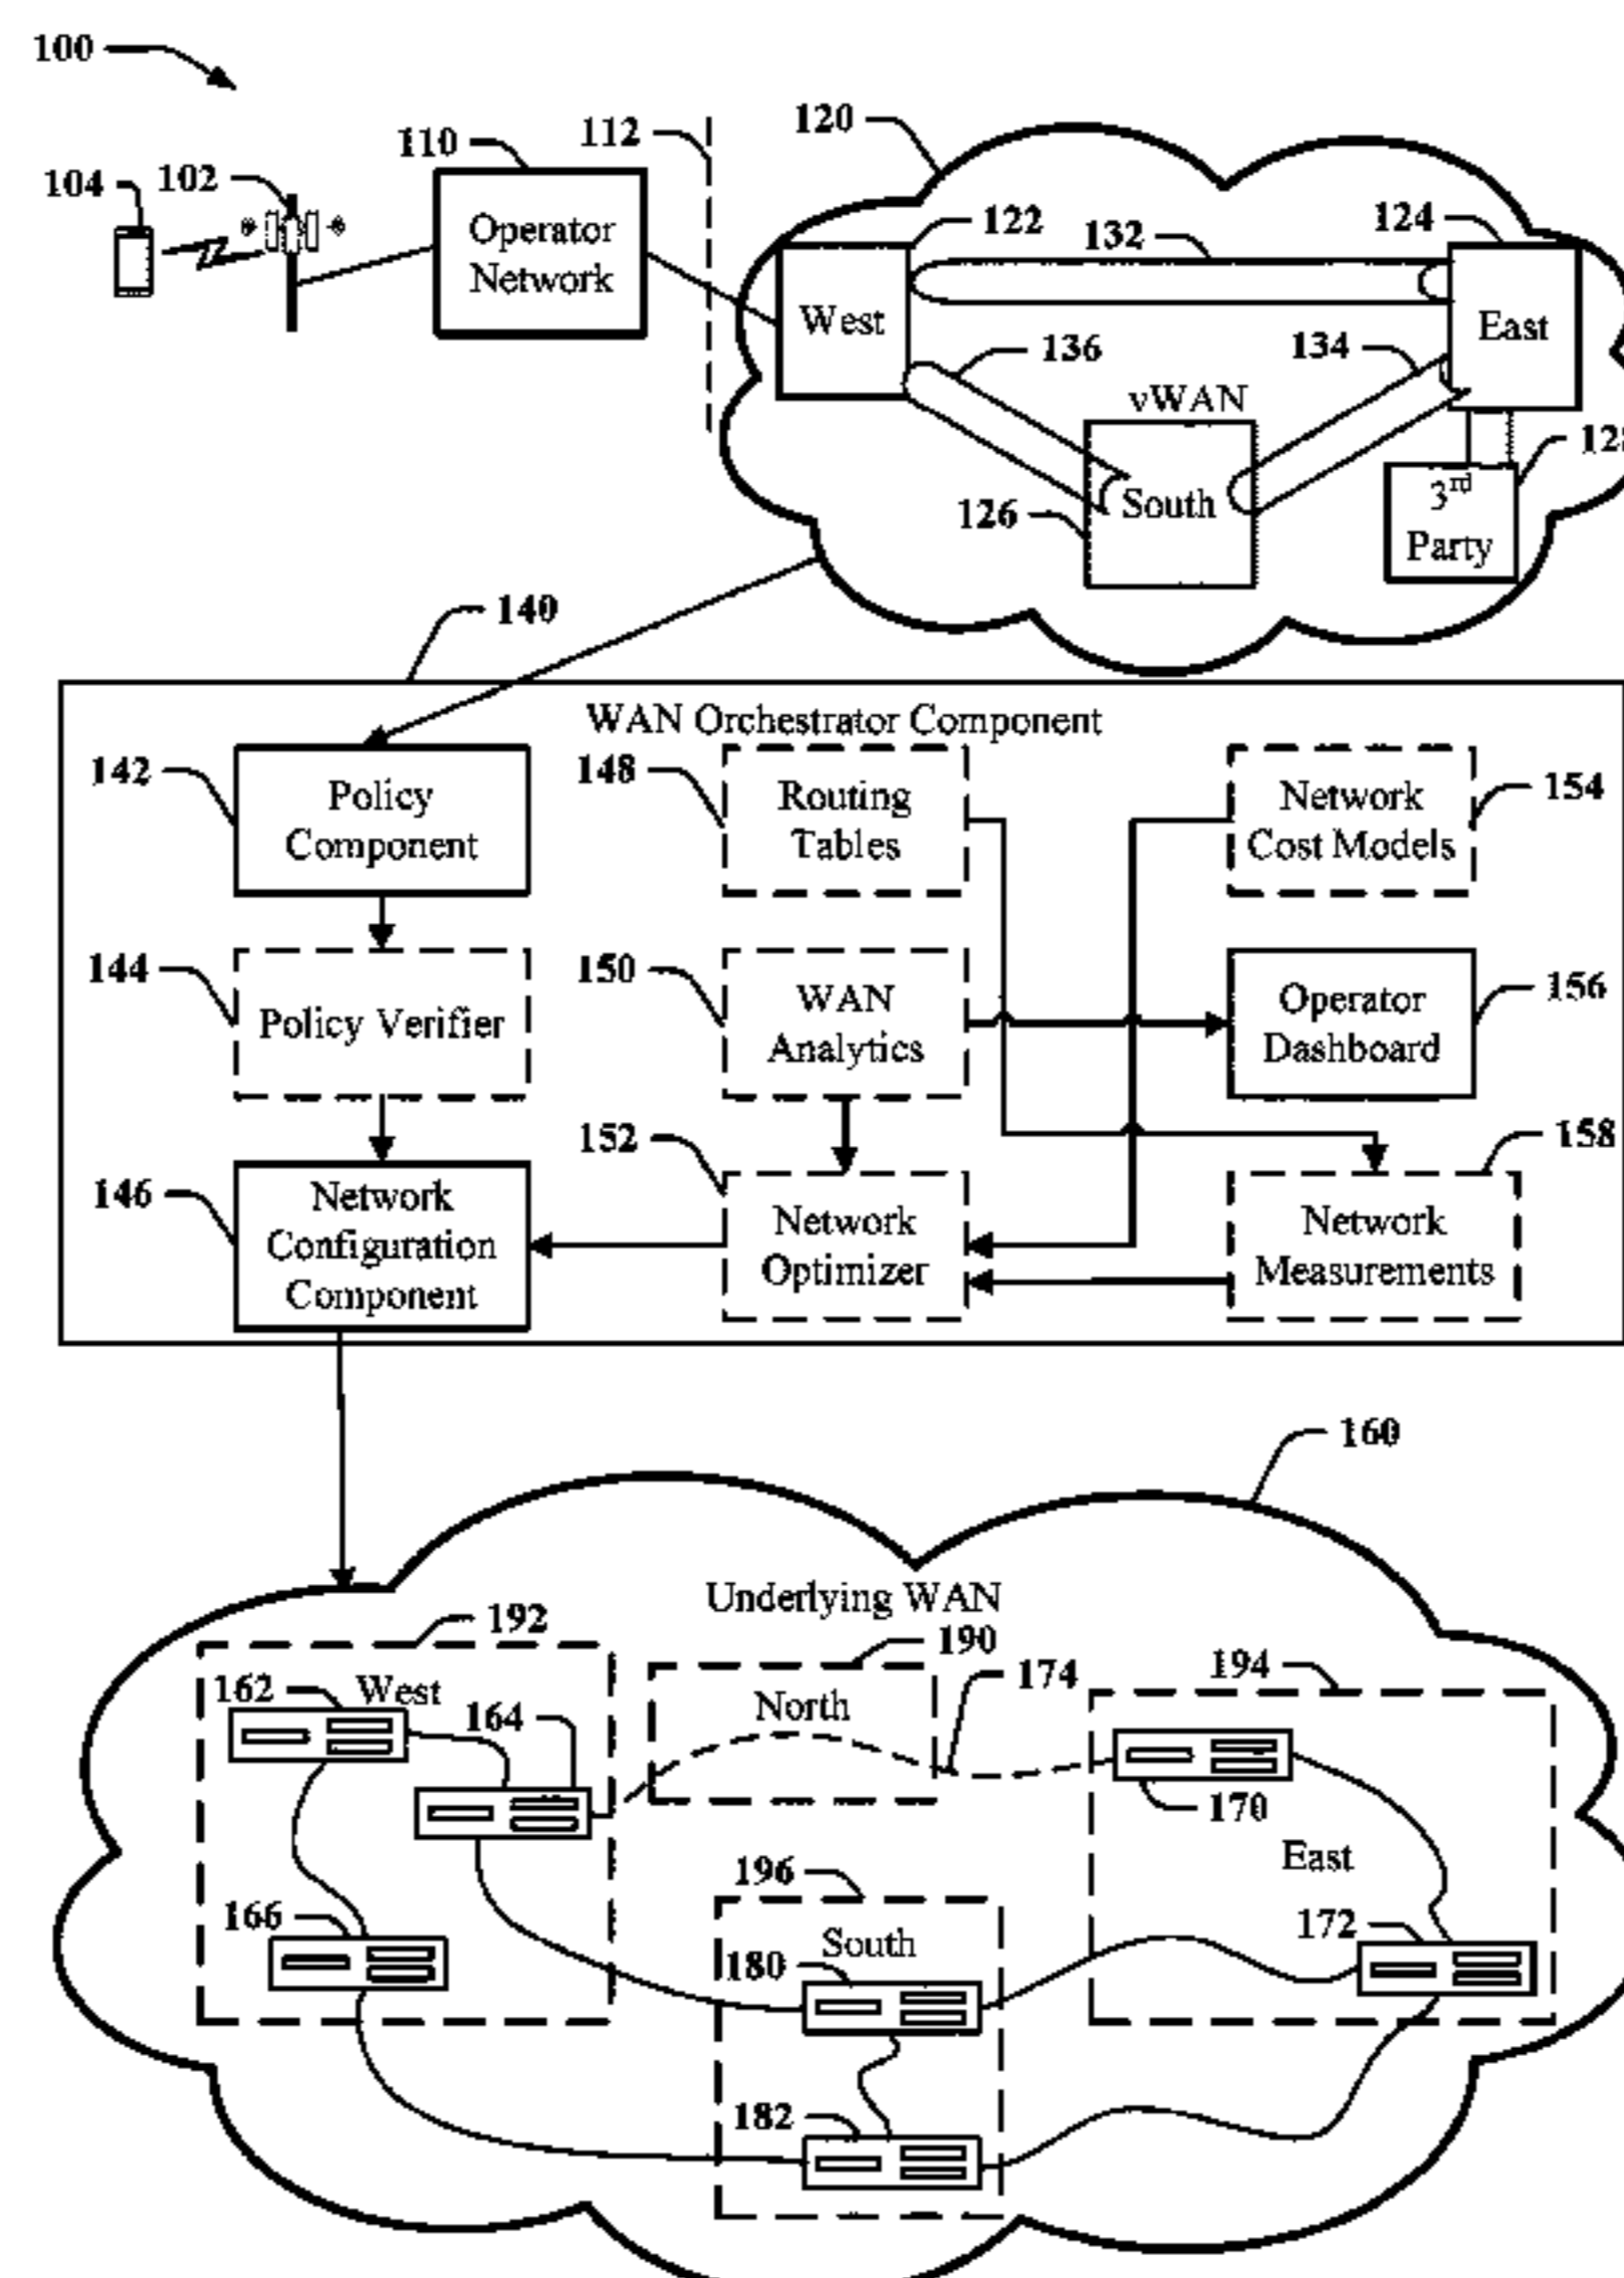 100
110
112
120
104
102
Operator
Network
122
132
124
West
East
136
134
vWAN
126
South
3rd
Party
140
WAN Orchestrator Component
142
Policy
Component
148
Routing
Tables
Network
Cost Models
154
144
Policy Verifier
150
WAN
Analytics
Operator
Dashboard
156
152
158
146
Network
Configuration
Component
Network
Optimizer
Network
Measurements
160
Underlying WAN
192
190
162
West
164
North
174
194
170
196
East
166
South
180
172
182